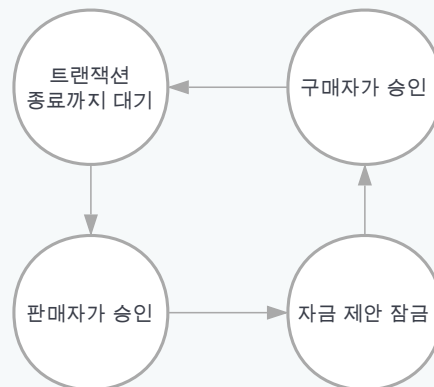 트랜잭션
종료까지 대기
구매자가 승인
판매자가 승인
자금 제안 잠금